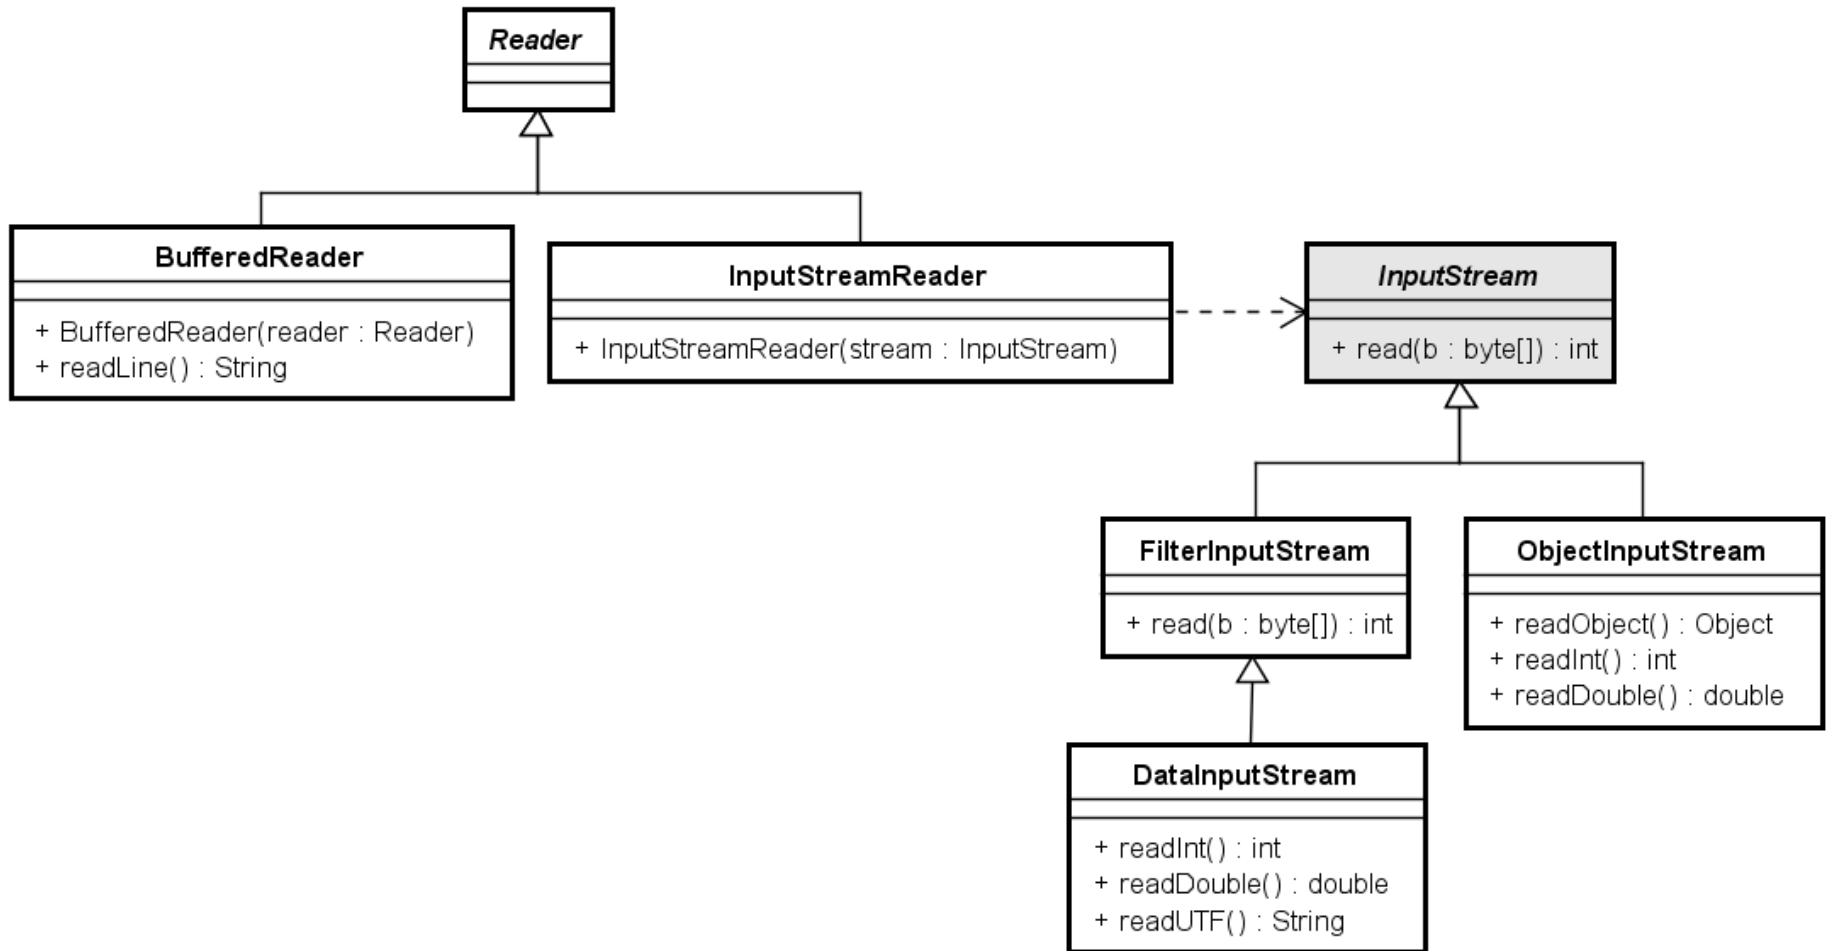 Reader
BufferedReader
+ BufferedReader(reader : Reader)
+ readLine() : String
InputStreamReader
+ InputStreamReader(stream : InputStream)
InputStream
+ read(b : byte[]) : int
FilterInputStream
+ read(b : byte[]) : int
ObjectInputStream
+ readObject() : Object
+ readInt() : int
+ readDouble() : double
DataInputStream
+ readInt() : int
+ readDouble() : double
+ readUTF() : String